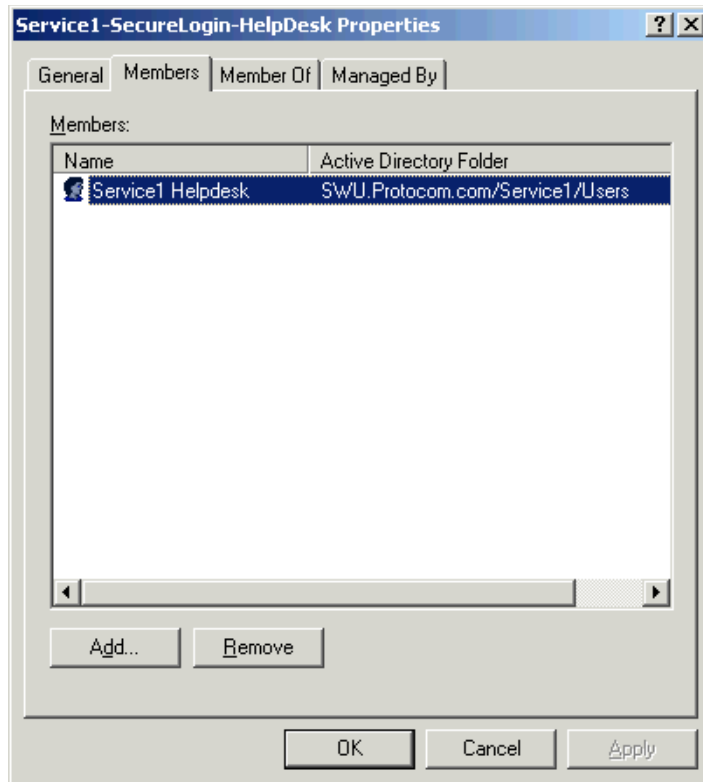 Service1-SecureLogin-HelpDesk Properties
General Members Member Of Managed By
Members:
Name Active Directory Folder
Service1 Helpdesk SWU.Protocom.com/Service1/Users
Add... Remove
OK Cancel Apply